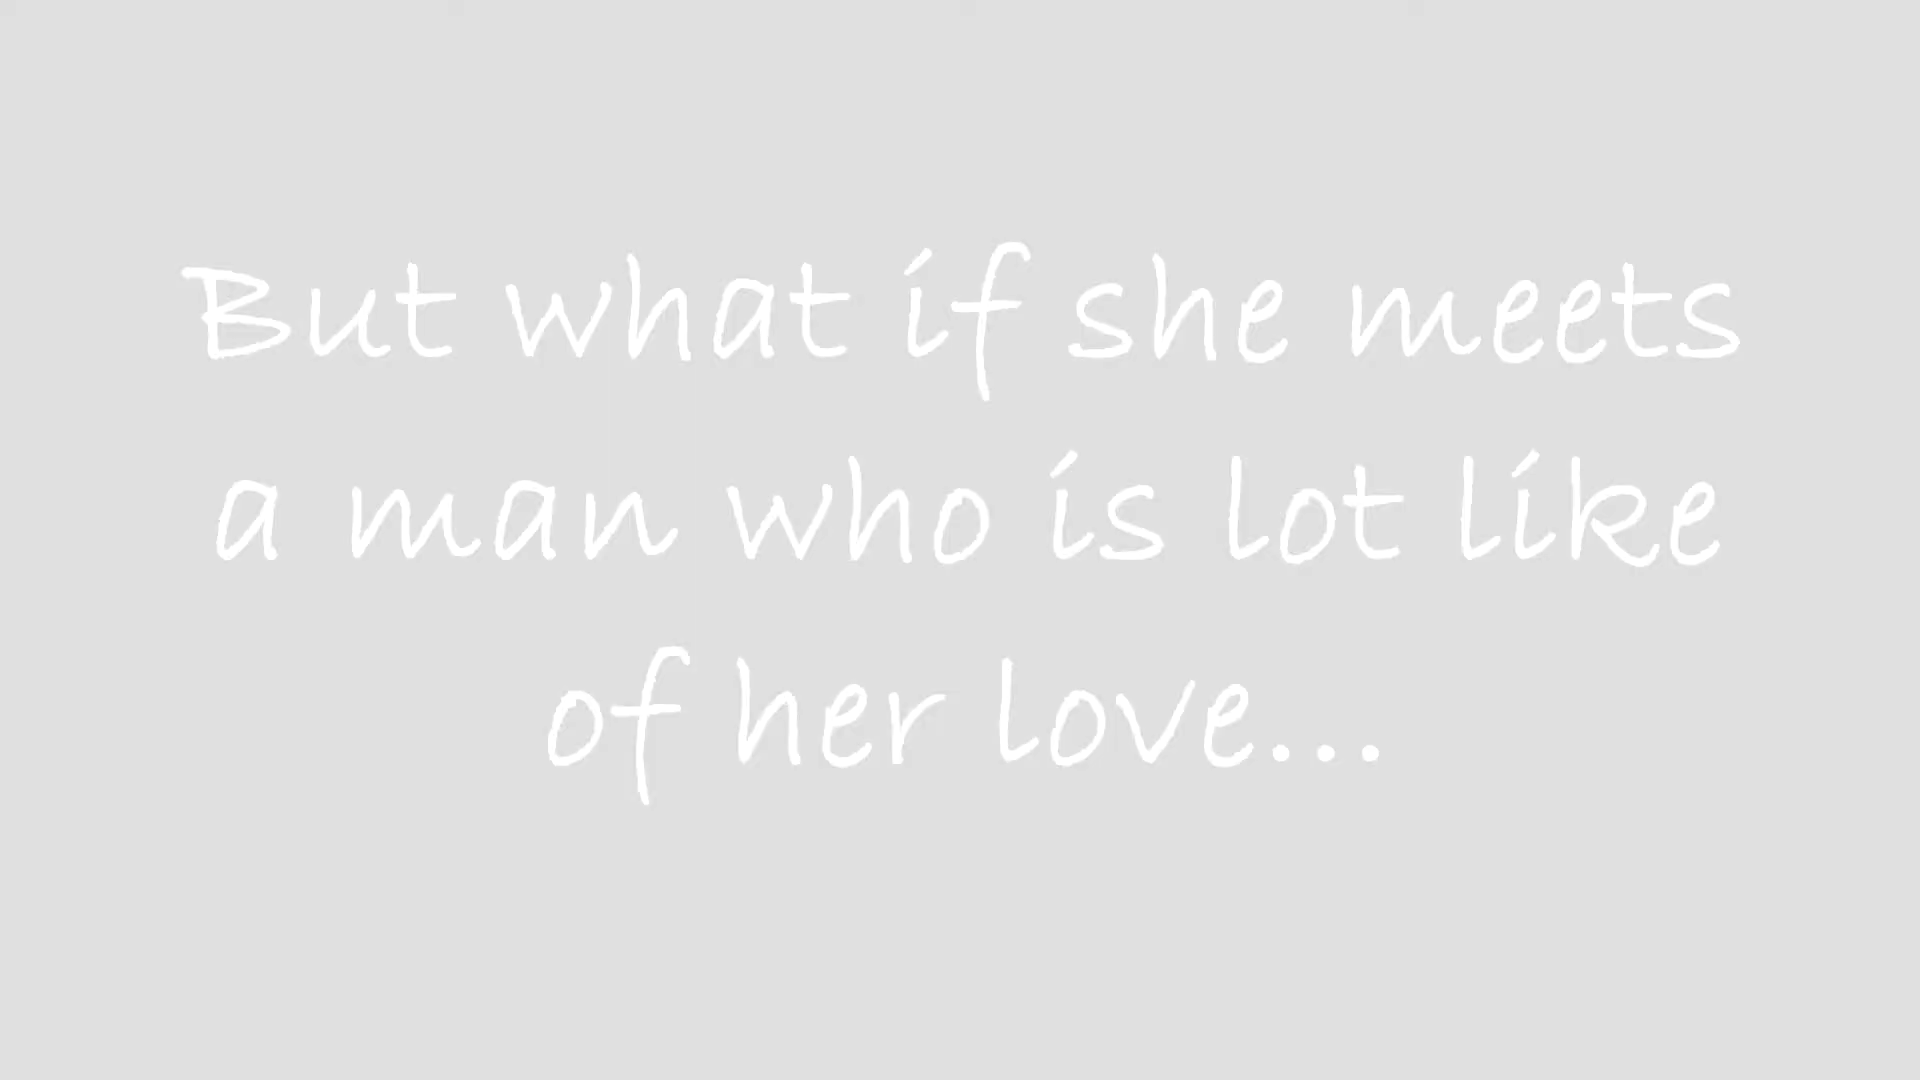 But what if she meets
a man who is lot like
of her love...